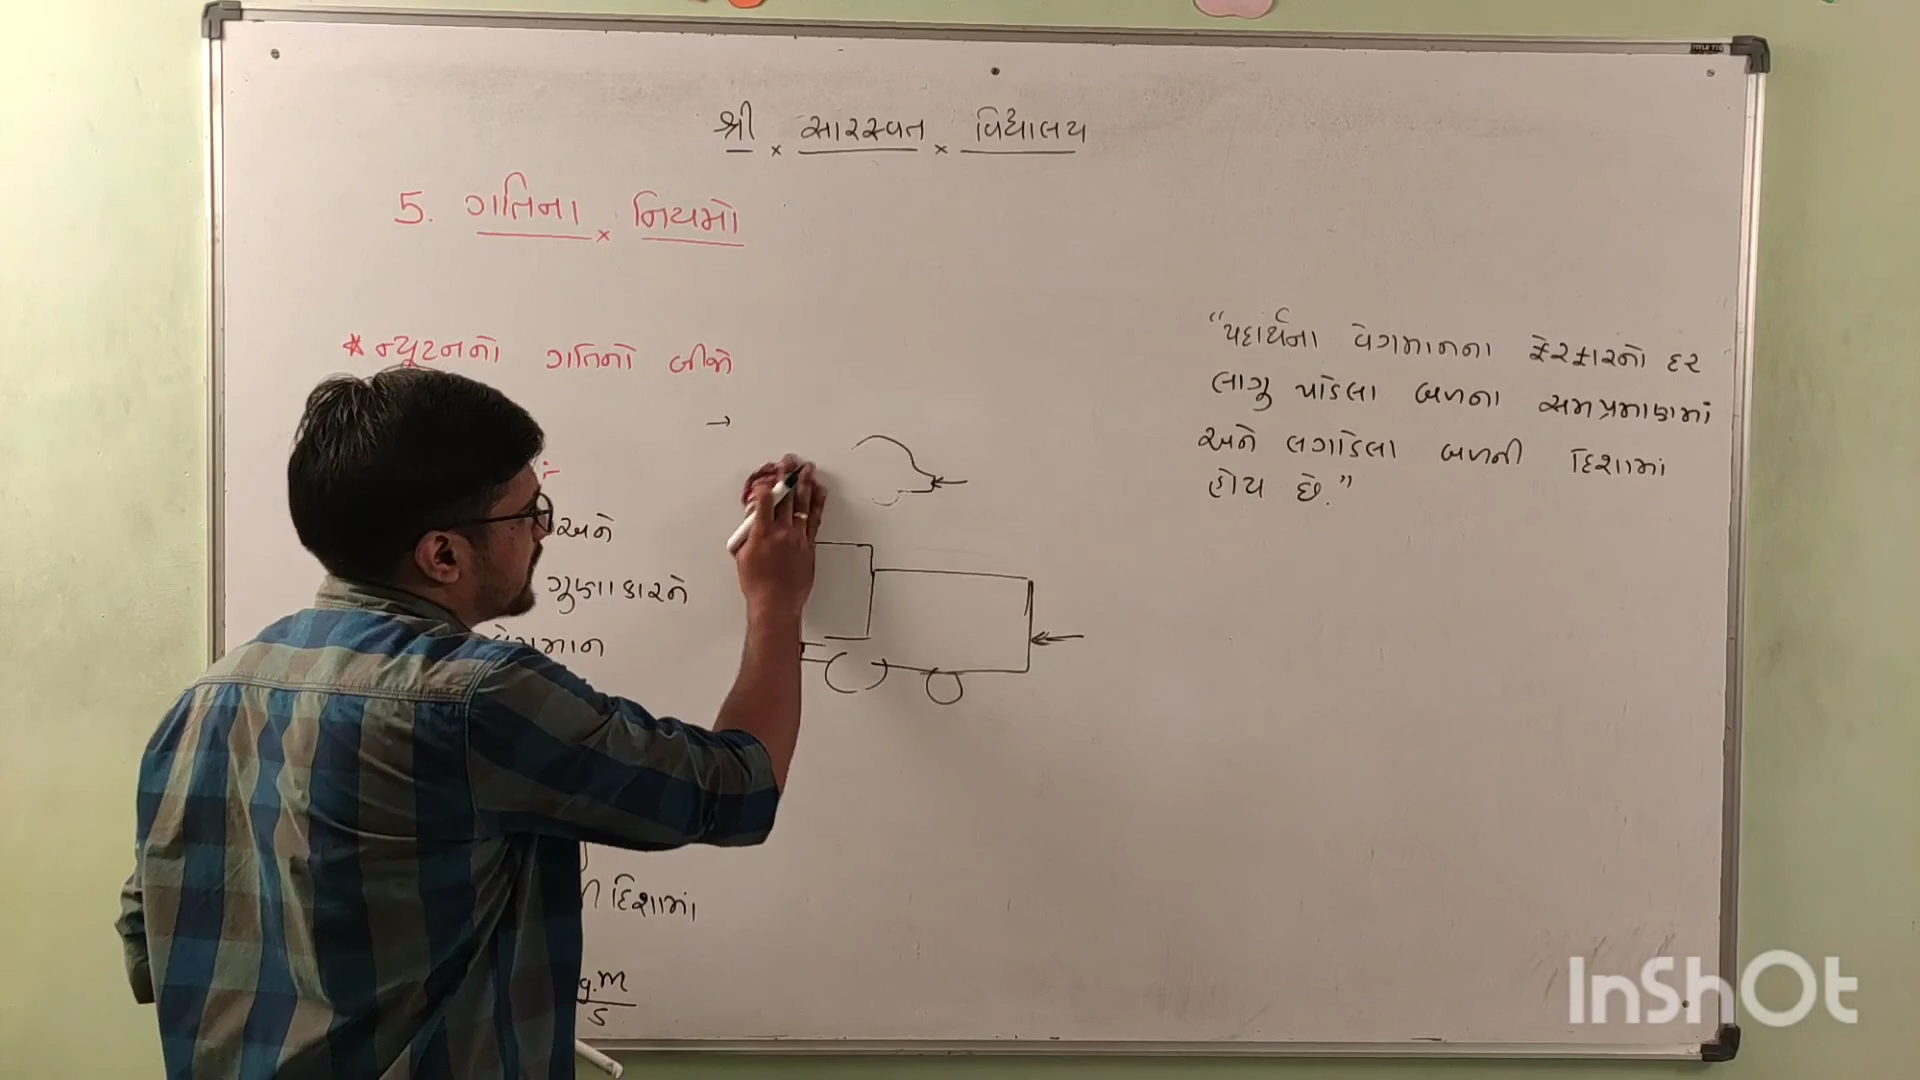 શ્રી સારસ્વત વિદ્યાલય
5. ગતિના નિયમો
* ન્યૂટનનો ગતિનો બીજો
→
અને
ગુણાકારને
દિશામાં
g.m
s
“પદાર્થના વેગમાનના ફેરફારનો દર
લાગુ પાડેલા બળના સમપ્રમાણમાં
અને લગાડેલા બળની દિશામાં
હોય છે.”
InShOt